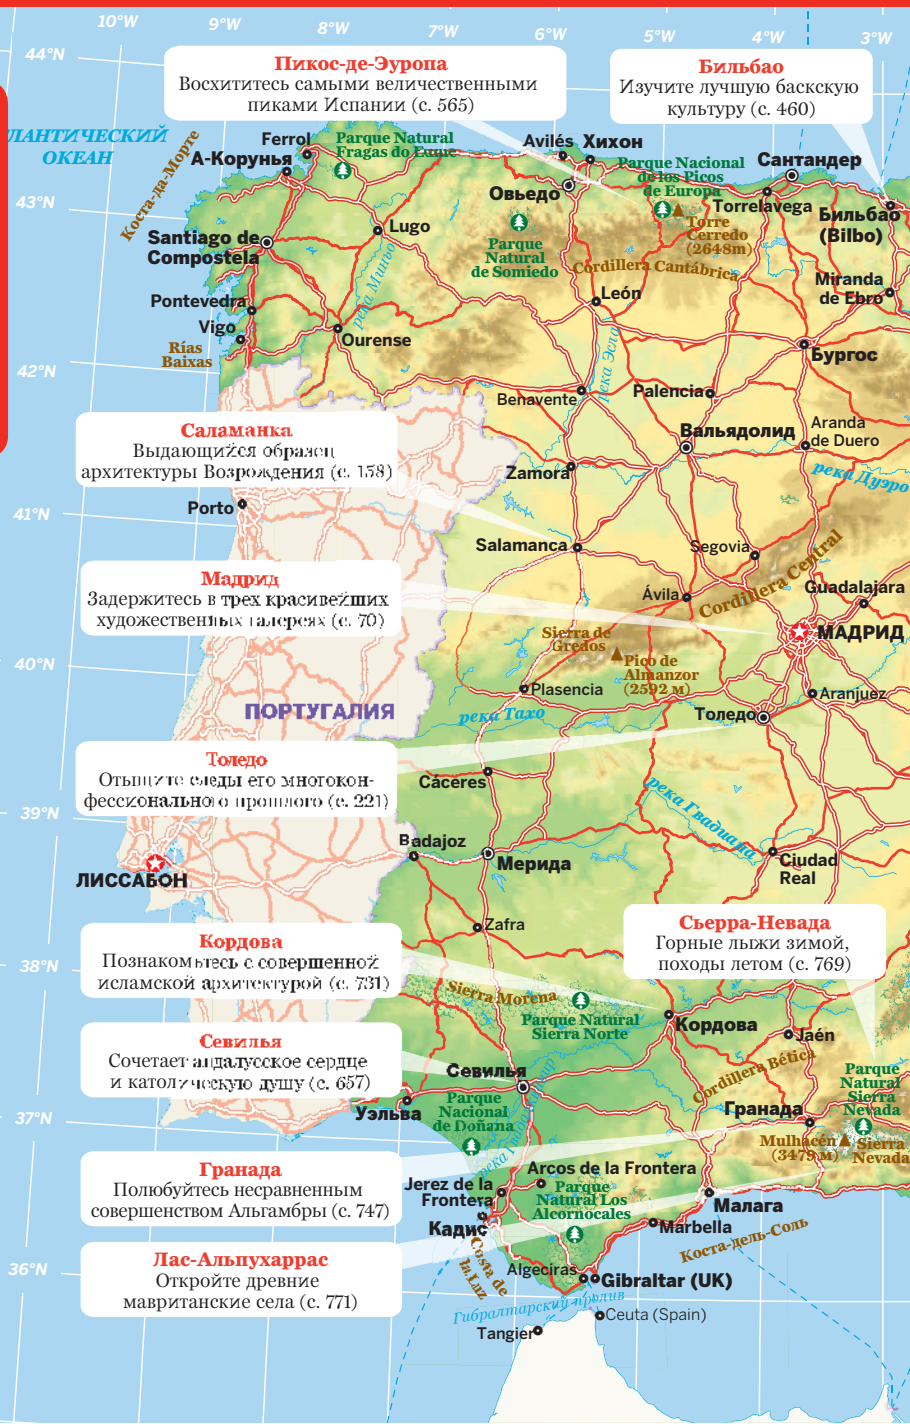 10°W
9°W
8°W
7°W
6°W
5°W
4°W
3°W
44°N
Пикос-де-Эуропа
Восхититесь самыми величественными
пиками Испании (с. 565)
Бильбао
Изучите лучшую баскскую
культуру (с. 460)
ЛАНТИЧЕСКИЙ
ОКЕАН
Коста-да-Морте
Ferrol
А-Корунья
Parque Natural
Fragas do Eume
Avilés
Хихон
Parque Nacional
de los Picos
de Europa
Сантандер
Овьедо
Torrelavega
Бильбао
(Bilbo)
43°N
Lugo
Torre
Cerredo
(2648m)
Santiago de
Compostela
Parque
Natural
de Somiedo
Cordillera Cantábrica
река Миньо
León
Miranda
de Ebro
Pontevedra
Vigo
Ourense
Rías
Baixas
река Эсла
Бургос
42°N
Benavente
Palencia
Саламанка
Выдающийся образец
архитектуры Возрождения (с. 158)
Вальядолид
Aranda
de Duero
Zamora
река Дуэро
Porto
41°N
Salamanca
Segovia
Cordillera Central
Мадрид
Задержитесь в трех красивейших
художественных галереях (с. 70)
Ávila
Guadalajara
МАДРИД
Sierra de
Gredos
Pico de
Almanzor
(2592 м)
40°N
Plasencia
Aranjuez
ПОРТУГАЛИЯ
река Тахо
Толедо
Толедо
Отыщите следы его многокон-
фессионального прошлого (с. 221)
Cáceres
река Гвадиана
39°N
Badajoz
Мерида
Ciudad
Real
ЛИССАБОН
Zafra
Сьерра-Невада
Горные лыжи зимой,
походы летом (с. 769)
Кордова
Познакомьтесь с совершенной
исламской архитектурой (с. 731)
38°N
Sierra Morena
Parque Natural
Sierra Norte
Кордова
Jaén
Севилья
Сочетает андалусское сердце
и католическую душу (с. 657)
Севилья
Cordillera Bética
Parque
Natural
Sierra
Nevada
Уэльва
Parque
Nacional
de Doñana
Гранада
37°N
Mulhacén
(3479 м)
Sierra
Nevada
Гранада
Полюбуйтесь несравненным
совершенством Альгамбры (с. 747)
Arcos de la Frontera
Jerez de la
Frontera
Parque
Natural Los
Alcornocales
Малага
Кадис
Marbella
Коста-дель-Соль
Лас-Альпухаррас
Откройте древние
мавританские села (с. 771)
Costa de
la Luz
36°N
Algeciras
Gibraltar (UK)
Гибралтарский пролив
Ceuta (Spain)
Tangier